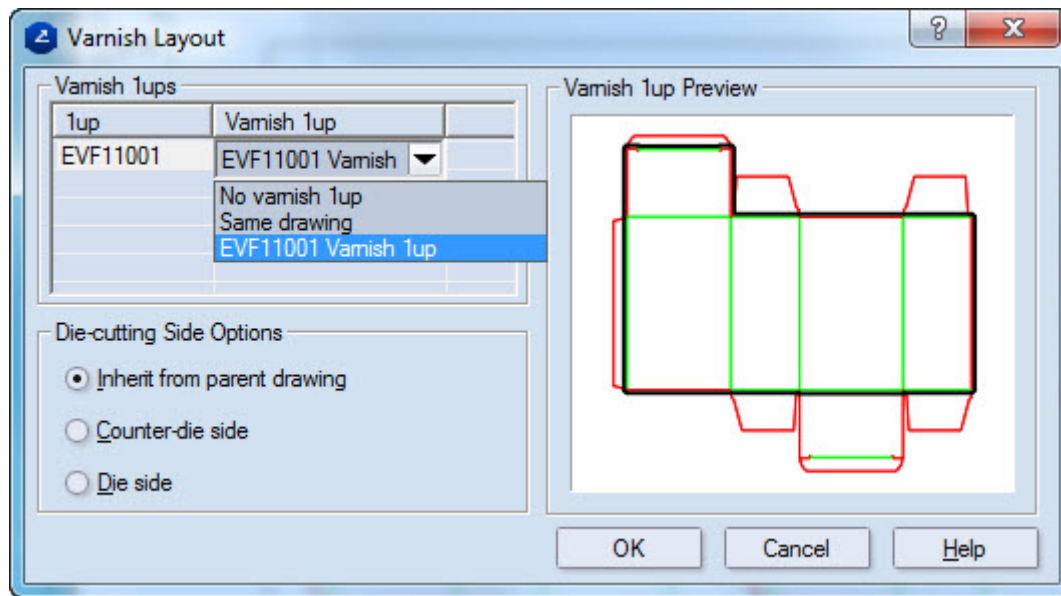 Varnish Layout
Varnish 1ups
1up
Varnish 1up
EVF11001
EVF11001 Varnish
No varnish 1up
Same drawing
EVF11001 Varnish 1up
Die-cutting Side Options
Inherit from parent drawing
Counter-die side
Die side
Varnish 1up Preview
OK
Cancel
Help